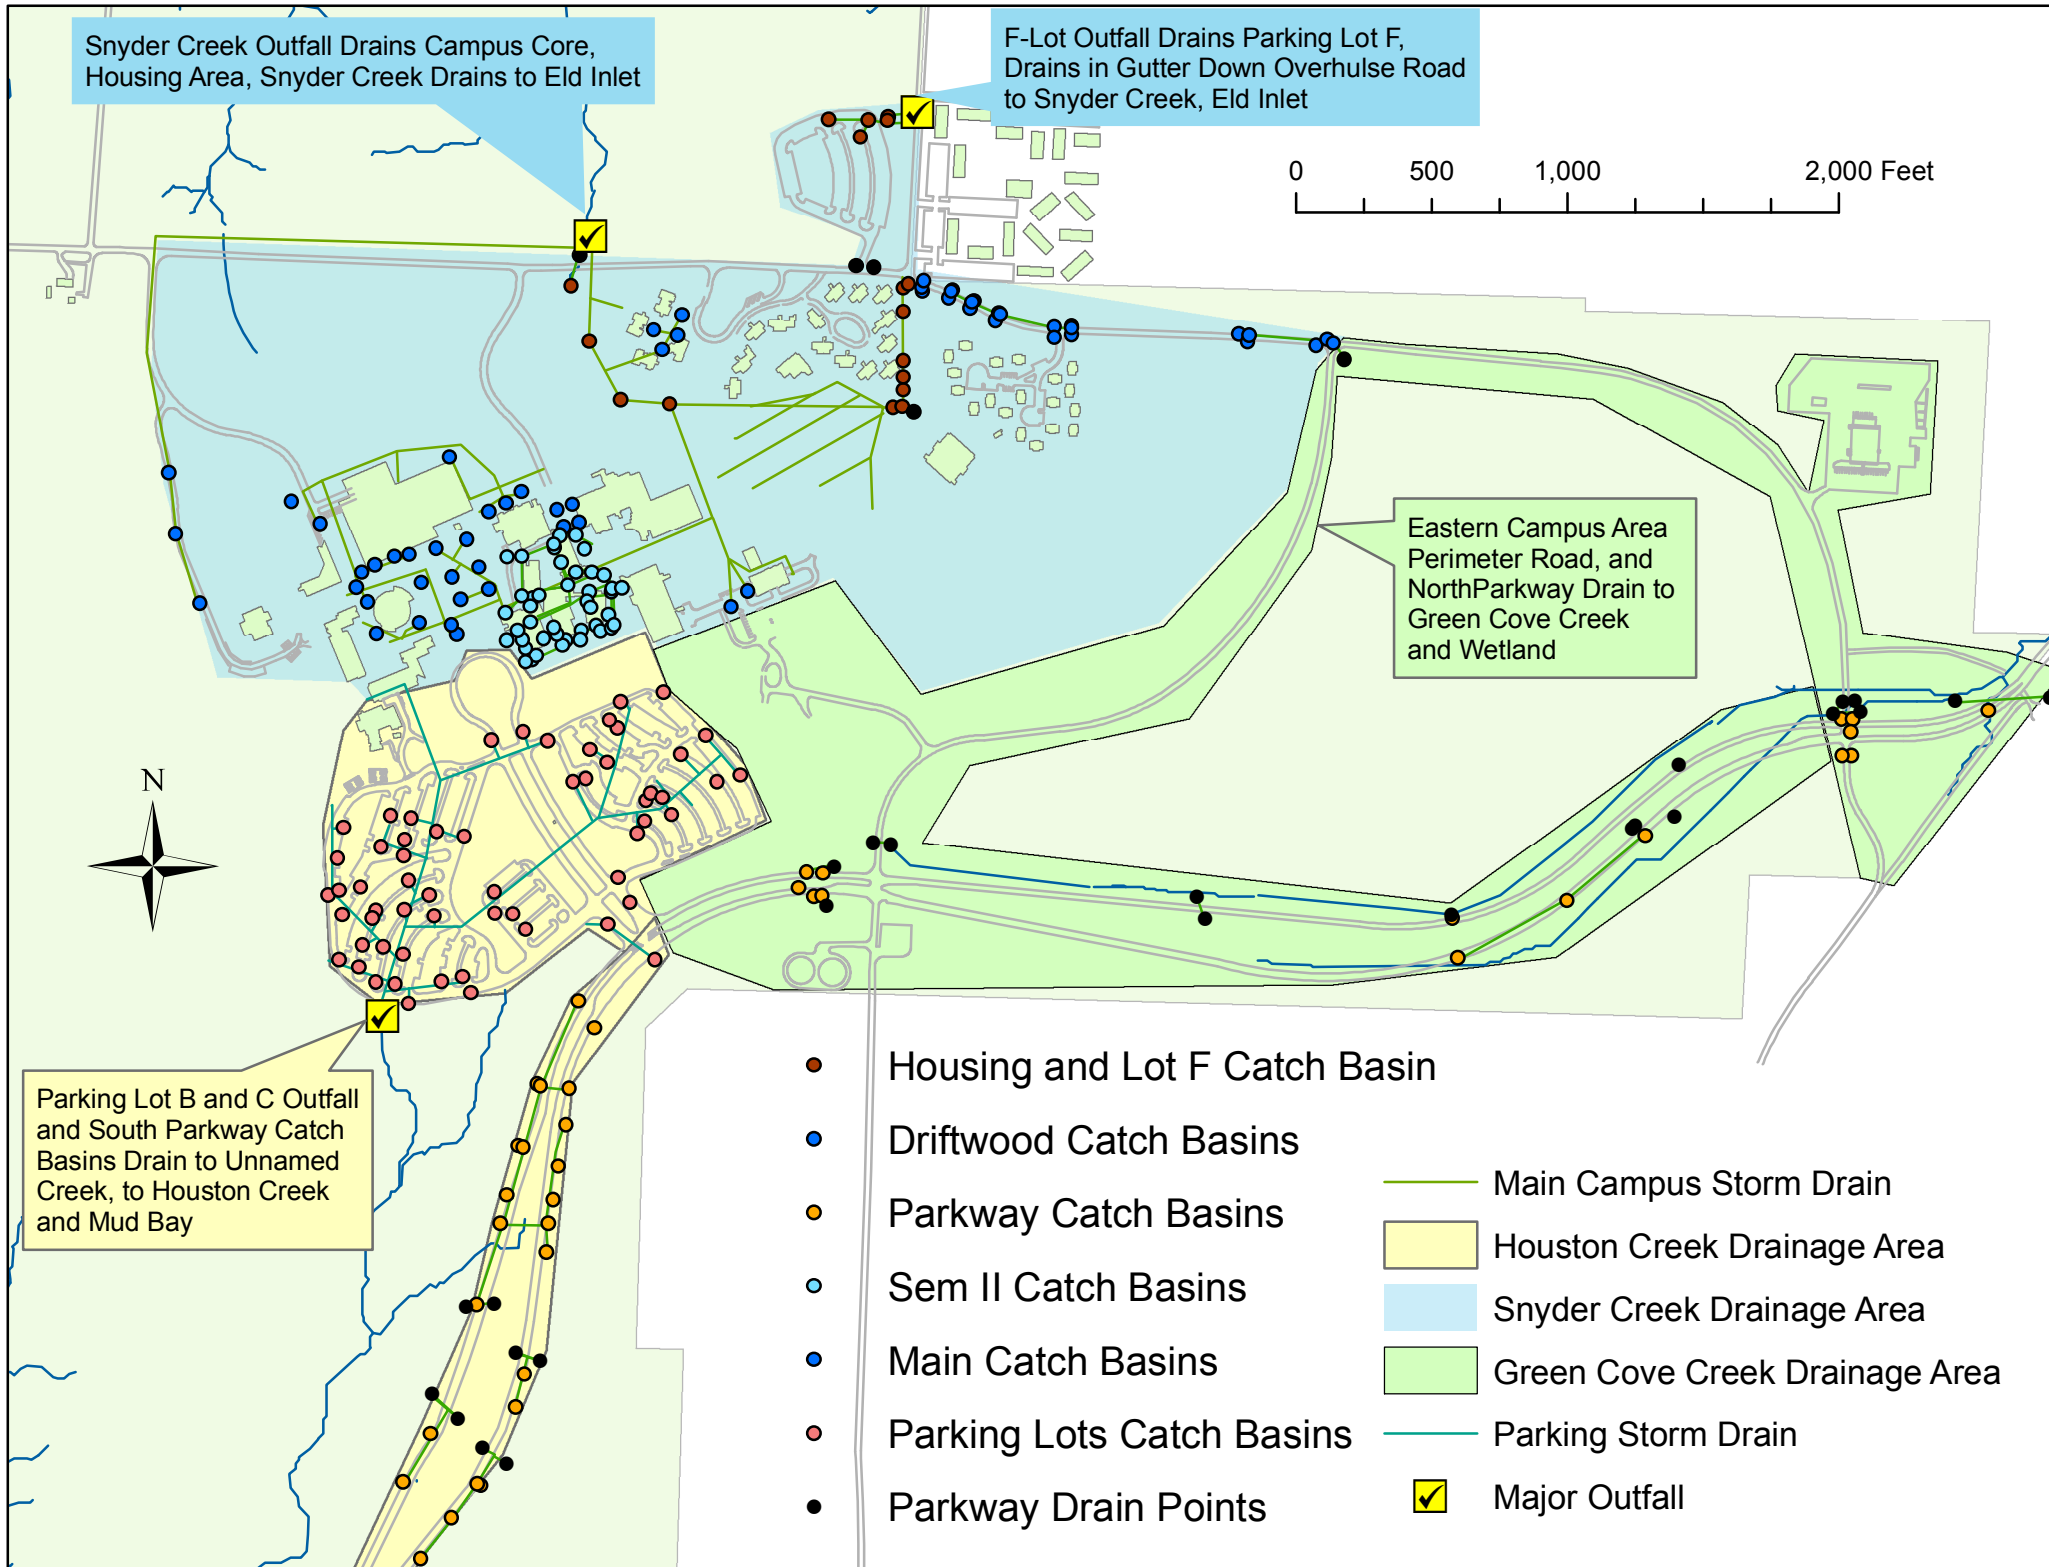 Snyder Creek Outfall Drains Campus Core,
Housing Area, Snyder Creek Drains to Eld Inlet
F-Lot Outfall Drains Parking Lot F,
Drains in Gutter Down Overhulse Road
to Snyder Creek, Eld Inlet
0 500 1,000 2,000 Feet
Eastern Campus Area
Perimeter Road, and
NorthParkway Drain to
Green Cove Creek
and Wetland
N
Parking Lot B and C Outfall
and South Parkway Catch
Basins Drain to Unnamed
Creek, to Houston Creek
and Mud Bay
Housing and Lot F Catch Basin
Driftwood Catch Basins
Parkway Catch Basins
Sem II Catch Basins
Main Catch Basins
Parking Lots Catch Basins
Parkway Drain Points
Main Campus Storm Drain
Houston Creek Drainage Area
Snyder Creek Drainage Area
Green Cove Creek Drainage Area
Parking Storm Drain
Major Outfall